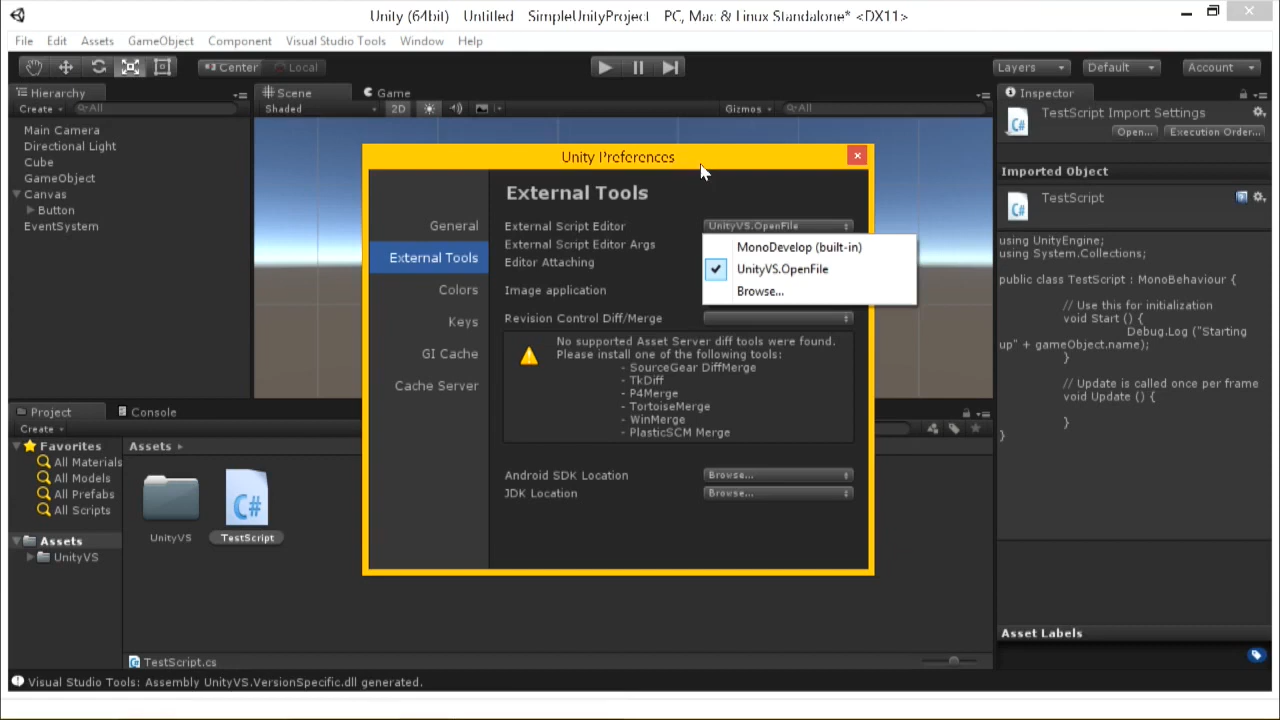 Unity (64bit) Untitled SimpleUnityProject PC, Mac & Linux Standalone* <DX11>
File Edit Assets GameObject Component Visual Studio Tools Window Help
Center Local Layers Default Account
Hierarchy
Create All
Main Camera
Directional Light
Cube
GameObject
Canvas
Button
EventSystem
Scene Game
Shaded 2D Gizmos All
Unity Preferences
General
External Tools
Colors
Keys
GI Cache
Cache Server
External Tools
External Script Editor UnityVS.OpenFile
External Script Editor Args
Editor Attaching
Image application
MonoDevelop (built-in)
UnityVS.OpenFile
Browse...
Revision Control Diff/Merge
No supported Asset Server diff tools were found.
Please install one of the following tools:
- SourceGear DiffMerge
- TkDiff
- P4Merge
- TortoiseMerge
- WinMerge
- PlasticSCM Merge
Android SDK Location Browse...
JDK Location Browse...
Inspector
TestScript Import Settings
Open... Execution Order...
Imported Object
TestScript
C#
C#
using UnityEngine;
using System.Collections;
public class TestScript : MonoBehaviour {
// Use this for initialization
void Start () {
Debug.Log ("Starting
up" + gameObject.name);
}
// Update is called once per frame
void Update () {
}
}
Asset Labels
Project Console
Create
Favorites
All Materials
All Models
All Prefabs
All Scripts
Assets
UnityVS
Assets
C#
UnityVS TestScript
TestScript.cs
Visual Studio Tools: Assembly UnityVS.VersionSpecific.dll generated.